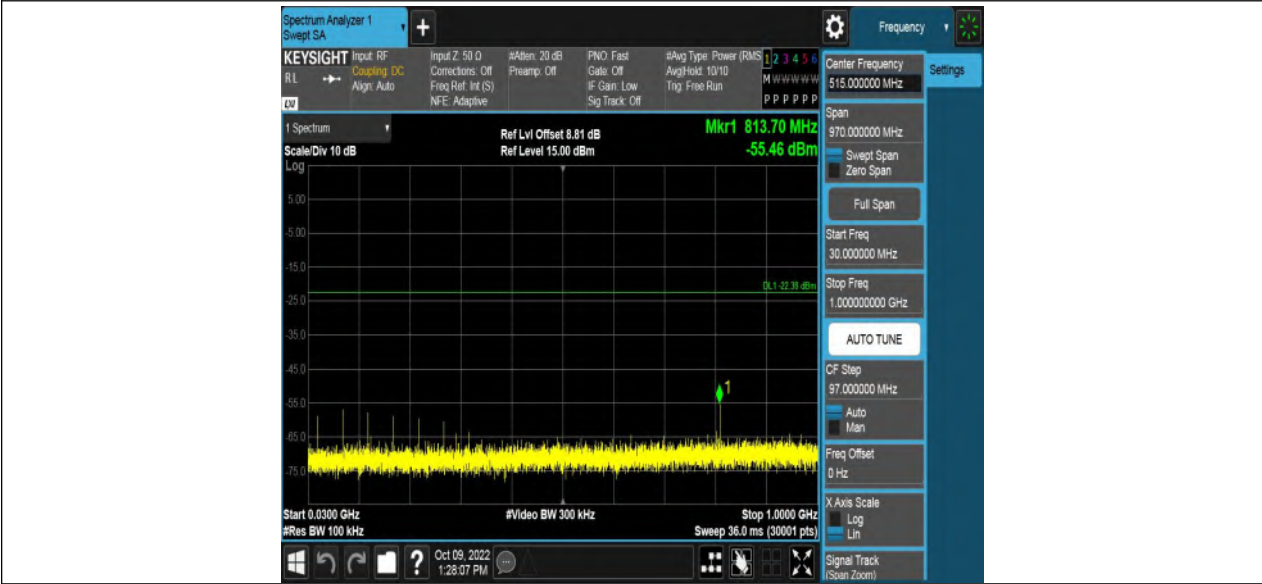 Spectrum Analyzer 1
Swept SA
+
Frequency
KEYSIGHT
RL
LXI
Input: RF
Coupling: DC
Align: Auto
Input Z: 50 Ω
Corrections: Off
Freq Ref: Int (S)
NFE: Adaptive
#Atten: 20 dB
Preamp: Off
PNO: Fast
Gate: Off
IF Gain: Low
Sig Track: Off
#Avg Type: Power (RMS
Avg|Hold: 10/10
Trig: Free Run
1 2 3 4 5 6
M W W W W W
P P P P P P
1 Spectrum
Scale/Div 10 dB
Log
Ref Lvl Offset 8.81 dB
Ref Level 15.00 dBm
Mkr1 813.70 MHz
-55.46 dBm
5.00
-5.00
-15.0
-25.0
-35.0
-45.0
-55.0
-65.0
-75.0
DL1 -22.38 dBm
1
Start 0.0300 GHz
#Res BW 100 kHz
#Video BW 300 kHz
Stop 1.0000 GHz
Sweep 36.0 ms (30001 pts)
?
Oct 09, 2022
1:28:07 PM
Center Frequency
515.000000 MHz
Settings
Span
970.000000 MHz
Swept Span
Zero Span
Full Span
Start Freq
30.000000 MHz
Stop Freq
1.000000000 GHz
AUTO TUNE
CF Step
97.000000 MHz
Auto
Man
Freq Offset
0 Hz
X Axis Scale
Log
Lin
Signal Track
(Span Zoom)